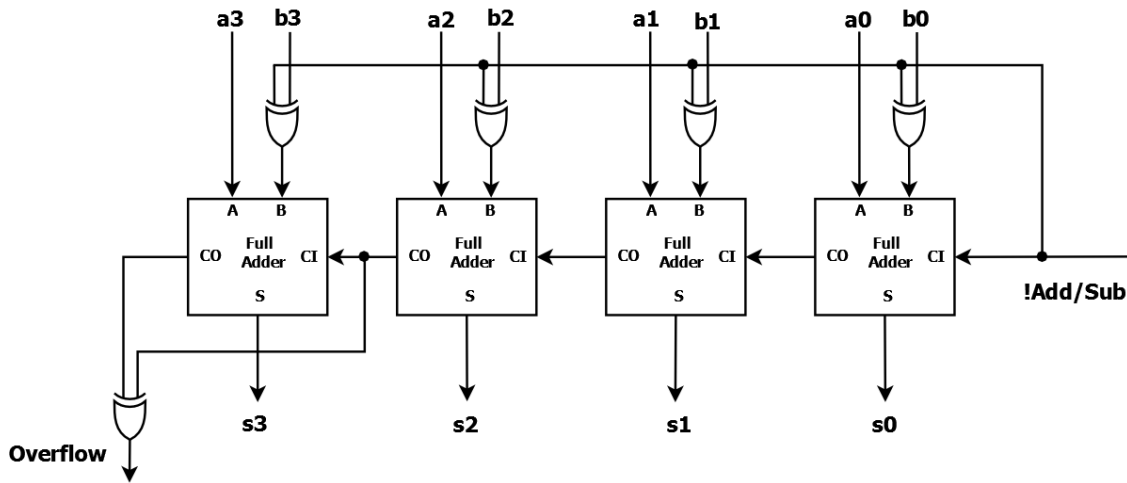 a3 b3 a2 b2 a1 b1 a0 b0
A B A B A B A B
CO Full Adder CI CO Full Adder CI CO Full Adder CI CO Full Adder CI
S S S S
!Add/Sub
s3 s2 s1 s0
Overflow